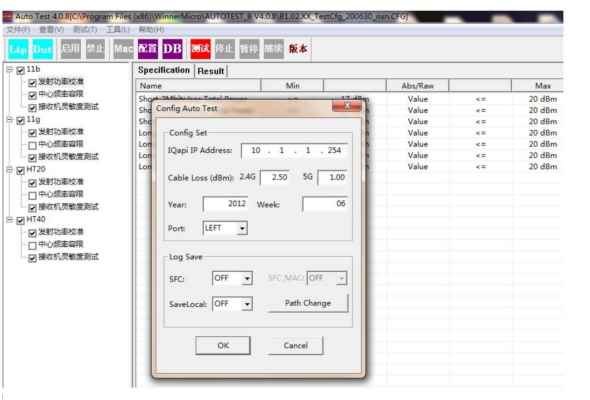 Auto Test 4.0.8[C:\Program Files (x86)\WinnerMicro\AUTOTEST_B V4.0.8\B1.02.XX_TestCfg_200630_nxn.CFG]
文件(F) 查看(V) 测试(T) 工具(L) 帮助(H)
Ltp Dut 启用 禁止 Mac 配置 DB 测试 停止 暂停 继续 版本
11b
发射功率校准
中心频率容限
接收机灵敏度测试
11g
发射功率校准
中心频率容限
接收机灵敏度测试
HT20
发射功率校准
中心频率容限
接收机灵敏度测试
HT40
发射功率校准
中心频率容限
接收机灵敏度测试
Specification Result
Name Min Abs/Raw Max
17 dBm Value <= 20 dBm
Value <= 20 dBm
Value <= 20 dBm
Value <= 20 dBm
Value <= 20 dBm
Value <= 20 dBm
Value <= 20 dBm
Config Auto Test
Config Set
IQapi IP Address: 10 . 1 . 1 . 254
Cable Loss (dBm): 2.4G 2.50 5G 1.00
Year: 2012 Week: 06
Port: LEFT
Log Save
SFC: OFF SFC_MAC: OFF
SaveLocal: OFF Path Change
OK Cancel